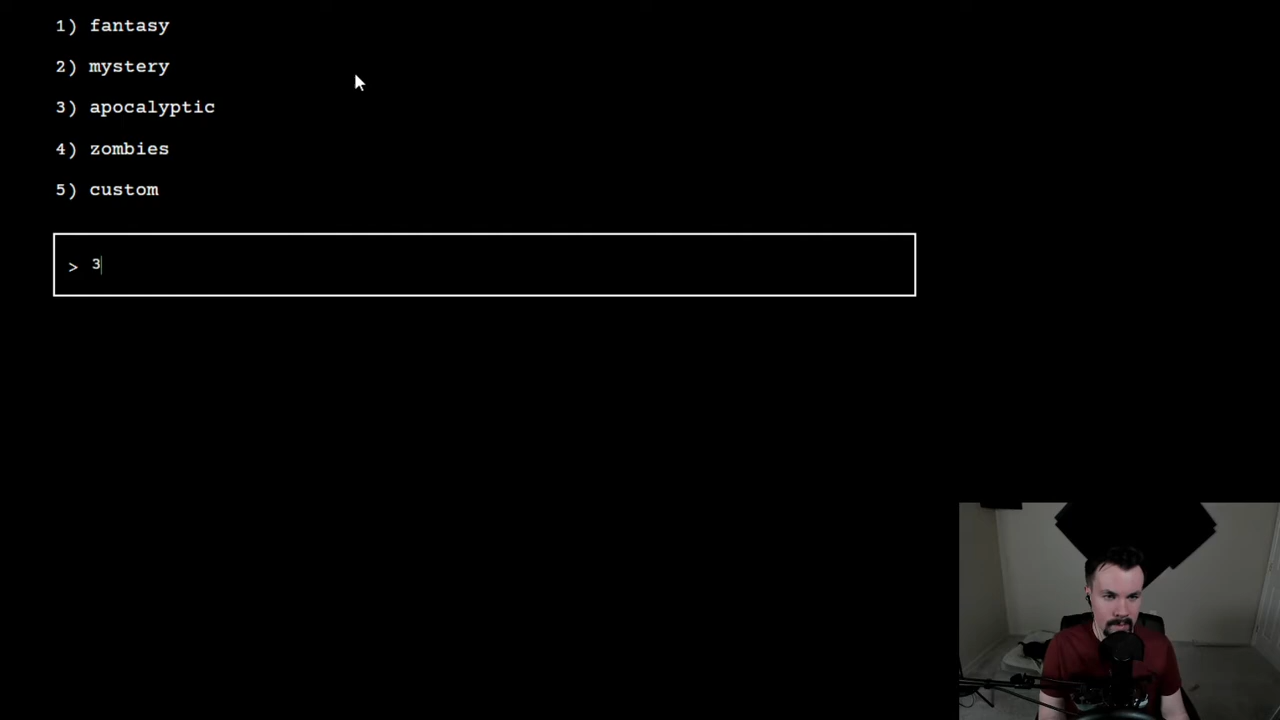 1) fantasy
2) mystery
3) apocalyptic
4) zombies
5) custom
> 3